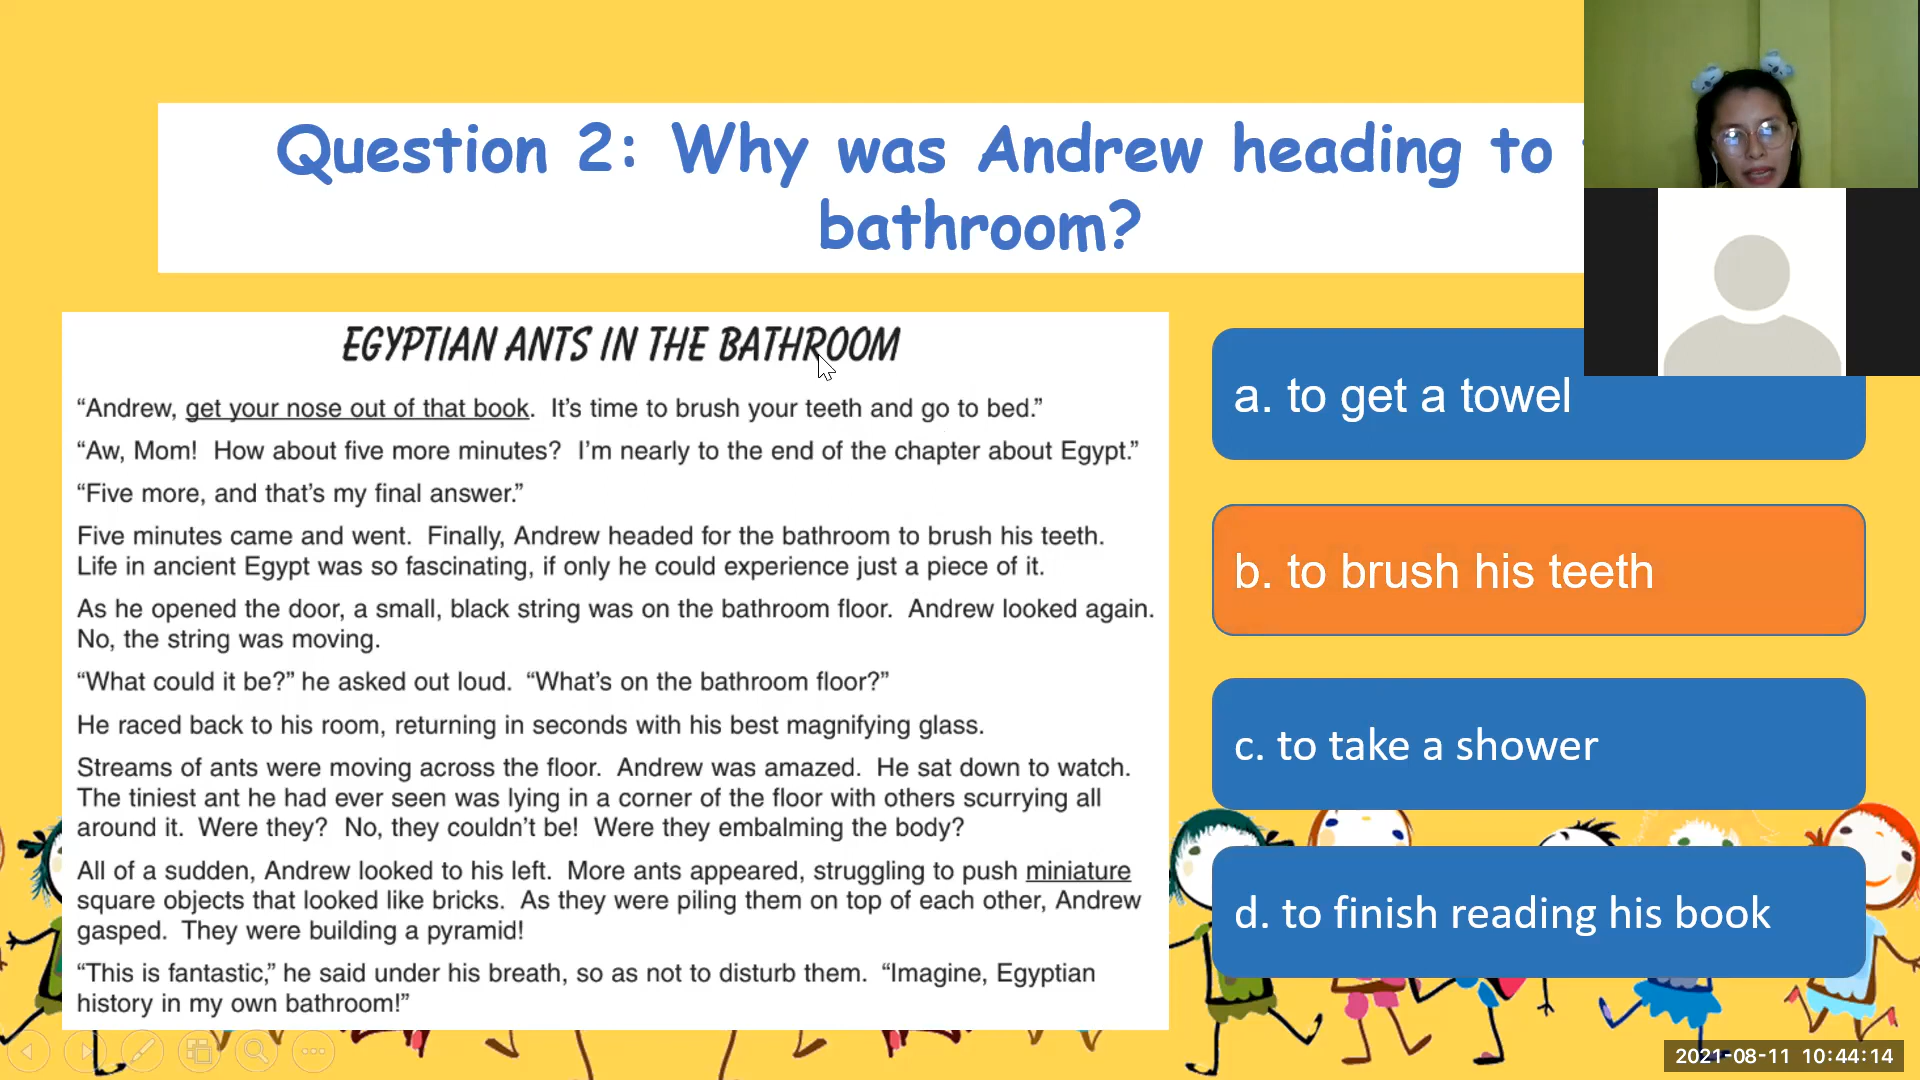 Question 2: Why was Andrew heading to
bathroom?
EGYPTIAN ANTS IN THE BATHROOM
“Andrew, get your nose out of that book.  It’s time to brush your teeth and go to bed.”
“Aw, Mom!  How about five more minutes?  I’m nearly to the end of the chapter about Egypt.”
“Five more, and that’s my final answer.”
Five minutes came and went.  Finally, Andrew headed for the bathroom to brush his teeth.
Life in ancient Egypt was so fascinating, if only he could experience just a piece of it.
As he opened the door, a small, black string was on the bathroom floor.  Andrew looked again.
No, the string was moving.
“What could it be?” he asked out loud.  “What’s on the bathroom floor?”
He raced back to his room, returning in seconds with his best magnifying glass.
Streams of ants were moving across the floor.  Andrew was amazed.  He sat down to watch.
The tiniest ant he had ever seen was lying in a corner of the floor with others scurrying all
around it.  Were they?  No, they couldn’t be!  Were they embalming the body?
All of a sudden, Andrew looked to his left.  More ants appeared, struggling to push miniature
square objects that looked like bricks.  As they were piling them on top of each other, Andrew
gasped.  They were building a pyramid!
“This is fantastic,” he said under his breath, so as not to disturb them.  “Imagine, Egyptian
history in my own bathroom!”
a. to get a towel
b. to brush his teeth
c. to take a shower
d. to finish reading his book
2021-08-11 10:44:14